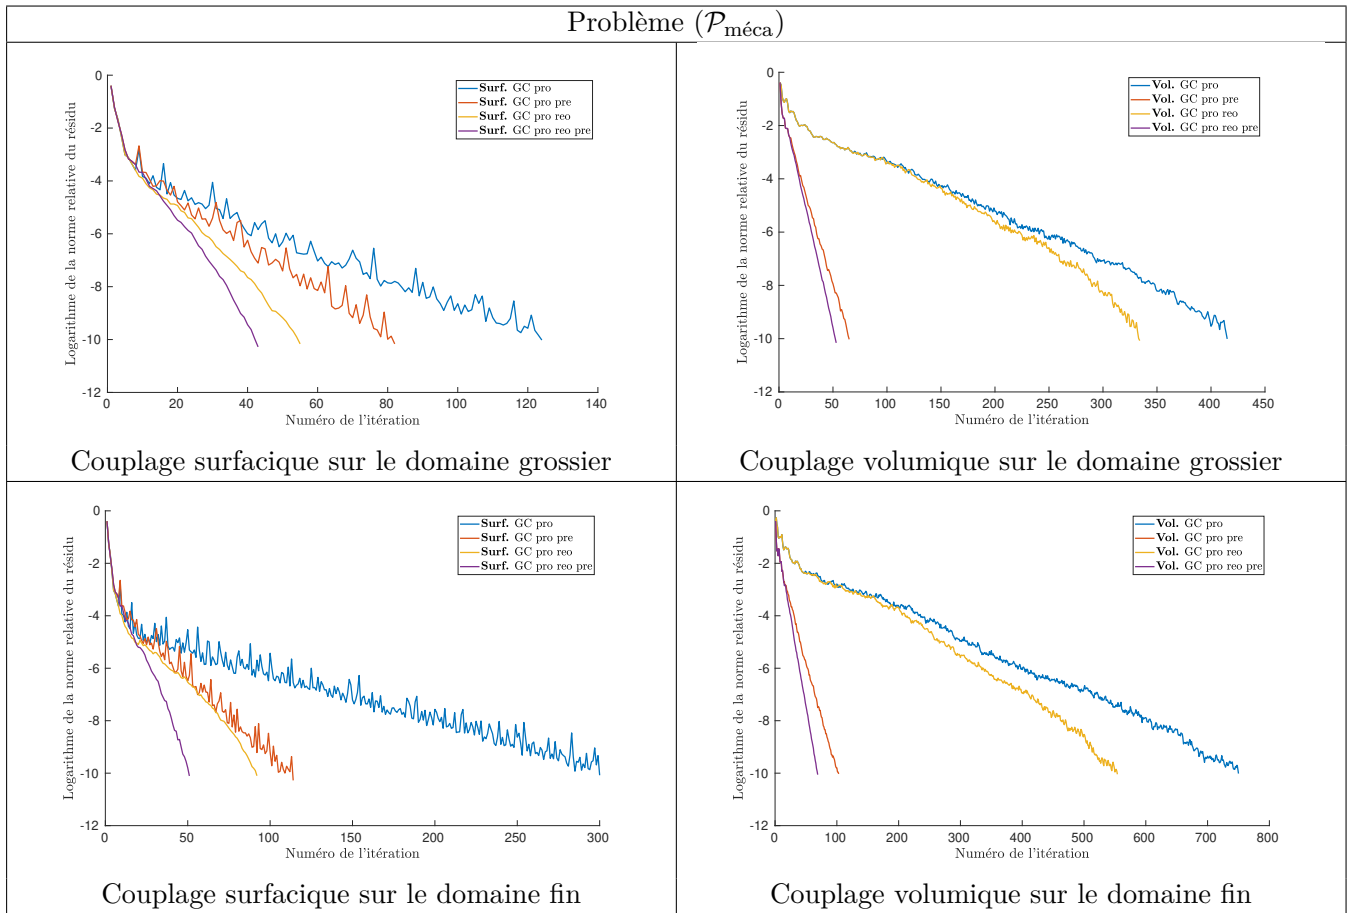 Problème (𝒫méca)
Logarithme de la norme relative du résidu
0
-2
-4
-6
-8
-10
-12
0 20 40 60 80 100 120 140
Numéro de l'itération
Surf. GC pro
Surf. GC pro pre
Surf. GC pro reo
Surf. GC pro reo pre
Couplage surfacique sur le domaine grossier
Logarithme de la norme relative du résidu
0
-2
-4
-6
-8
-10
-12
0 50 100 150 200 250 300 350 400 450
Numéro de l'itération
Vol. GC pro
Vol. GC pro pre
Vol. GC pro reo
Vol. GC pro reo pre
Couplage volumique sur le domaine grossier
Logarithme de la norme relative du résidu
0
-2
-4
-6
-8
-10
-12
0 50 100 150 200 250 300
Numéro de l'itération
Surf. GC pro
Surf. GC pro pre
Surf. GC pro reo
Surf. GC pro reo pre
Couplage surfacique sur le domaine fin
Logarithme de la norme relative du résidu
0
-2
-4
-6
-8
-10
-12
0 100 200 300 400 500 600 700 800
Numéro de l'itération
Vol. GC pro
Vol. GC pro pre
Vol. GC pro reo
Vol. GC pro reo pre
Couplage volumique sur le domaine fin